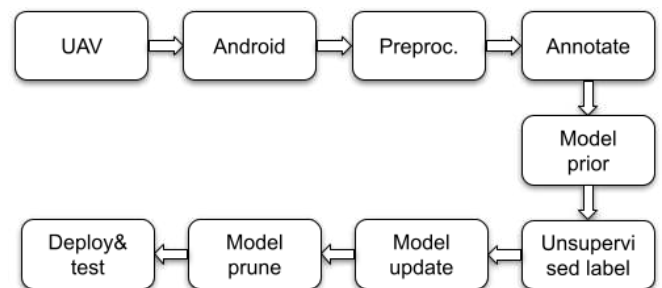 UAV
Android
Preproc.
Annotate
Model
prior
Unsupervi
sed label
Model
update
Model
prune
Deploy&
test